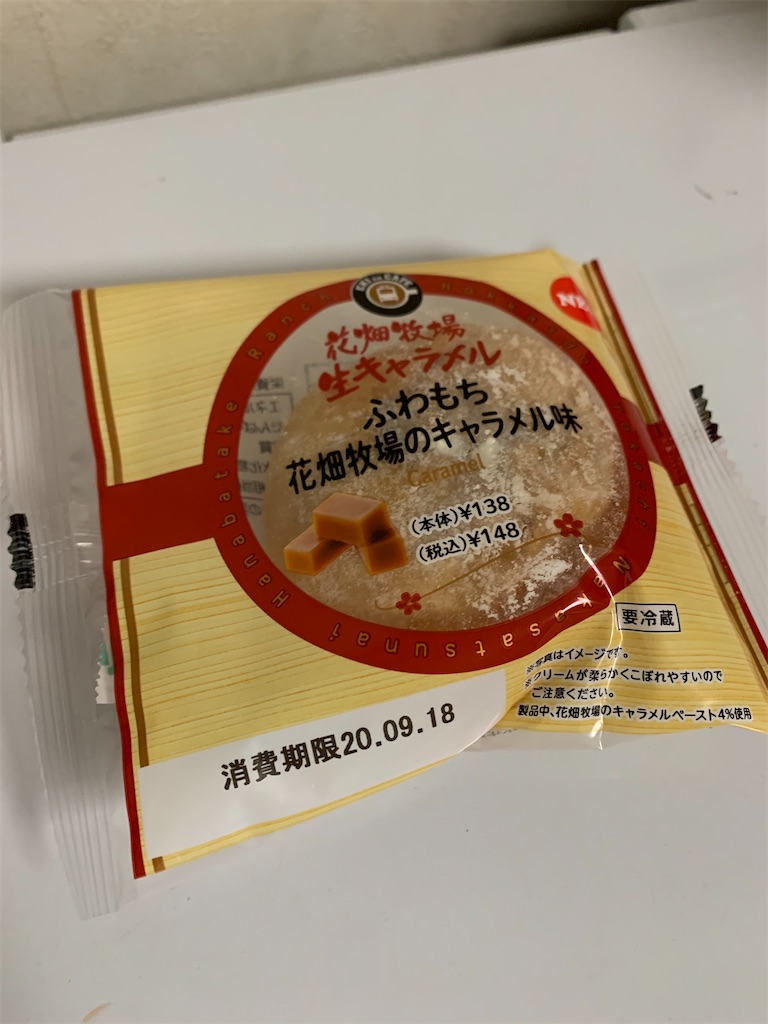 EKI na CAFE
Hanabatake Ranch
Hokkaido
Nakasatsunai
花畑牧場
生キャラメル
ふわもち
花畑牧場のキャラメル味
Caramel
(本体)¥138
(税込)¥148
要冷蔵
※写真はイメージです。
※クリームが柔らかくこぼれやすいので
ご注意ください。
製品中、花畑牧場のキャラメルペースト4%使用
消費期限20.09.18